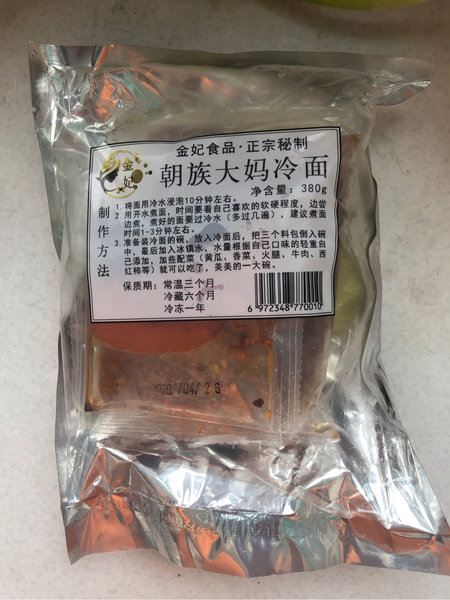 金妃
金妃食品·正宗秘制
朝族大妈冷面
净含量：380g
制作方法
1.将面用冷水浸泡10分钟左右。
2.用开水煮面，时间要看自己喜欢的软硬程度，边尝
边煮，煮好的面要过冷水（多过几遍），建议煮面
时间1-3分钟左右。
3.准备装冷面的碗，放入冷面后，把三个料包倒入碗
中，最后加入冰镇水，水量根据自己口味的轻重自
己添加，加些配菜（黄瓜、香菜、火腿、牛肉、西
红柿等）就可以吃了，美美的一大碗。
保质期：常温三个月
冷藏六个月
冷冻一年
6 972348 770010
2020/04/28